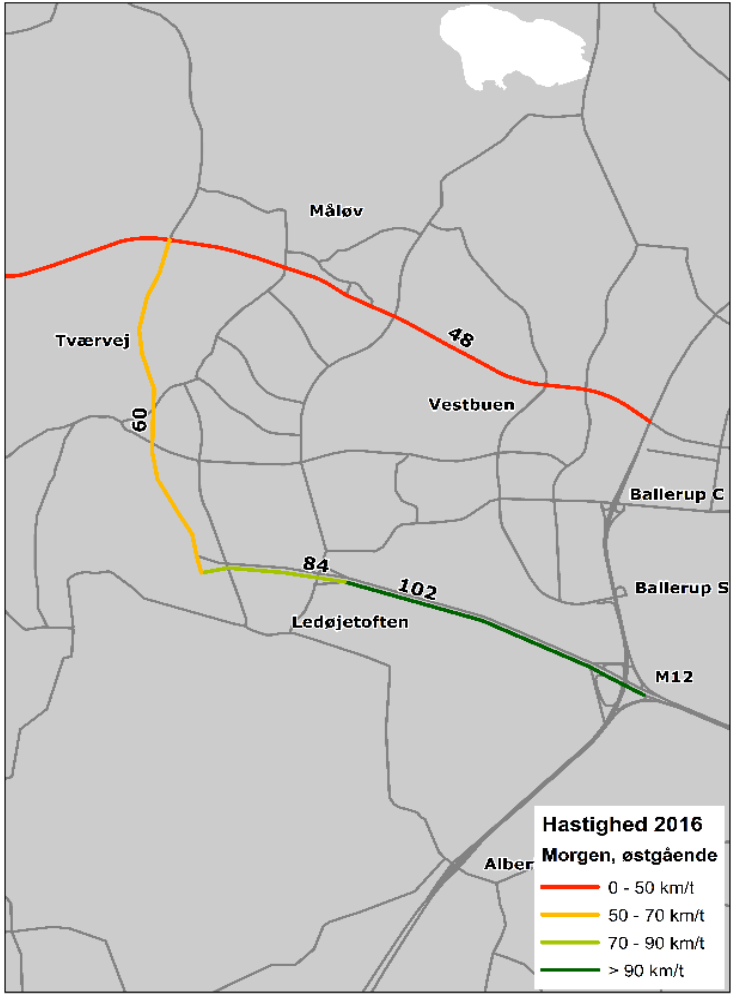 Måløv
Tværvej
48
Vestbuen
60
Ballerup C
84
102
Ballerup S
Ledøjetoften
M12
Hastighed 2016
Morgen, østgående
Alber
0 - 50 km/t
50 - 70 km/t
70 - 90 km/t
> 90 km/t